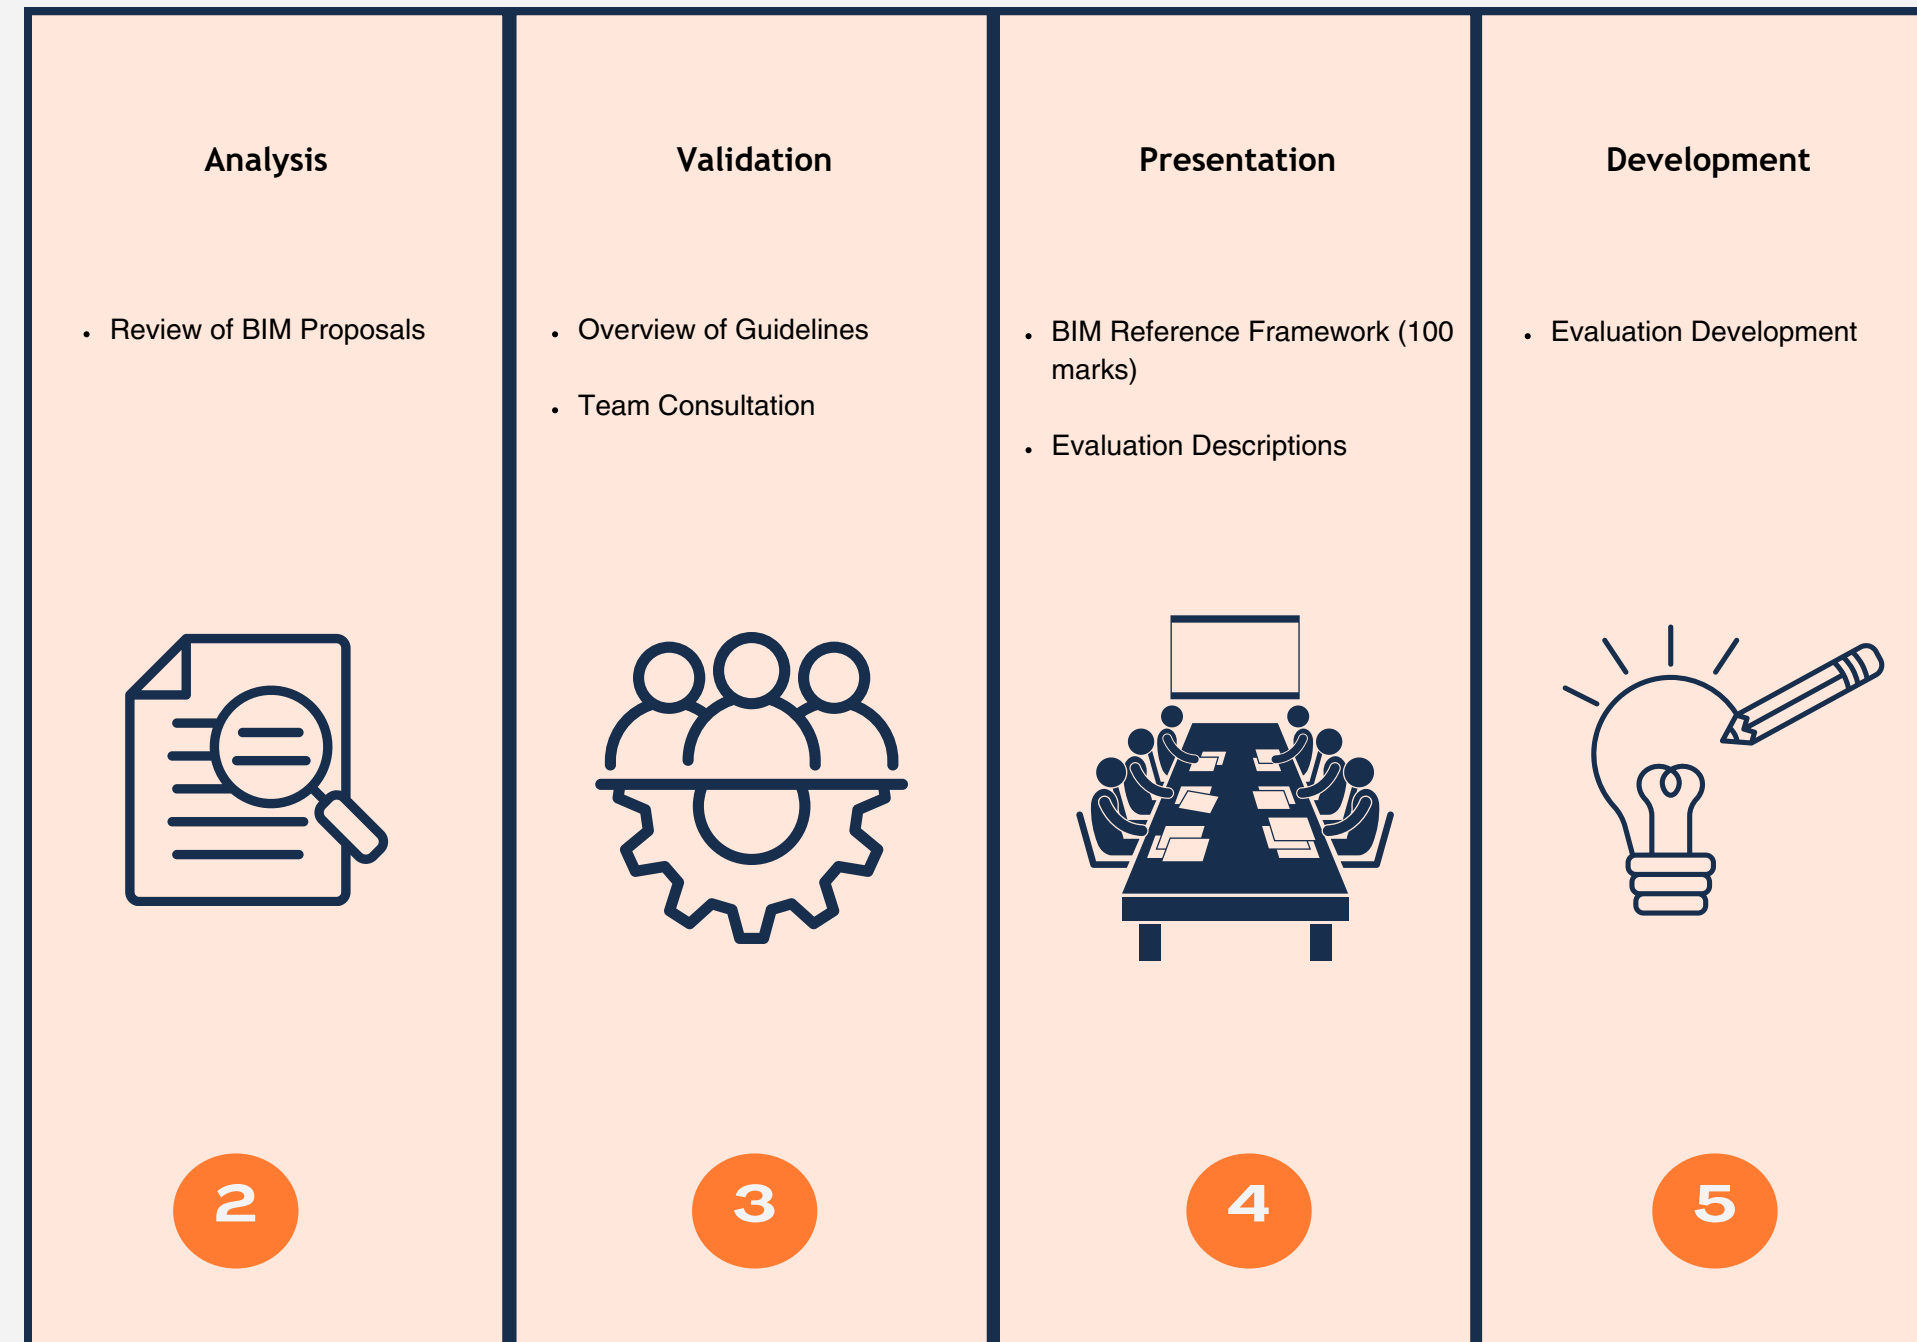 Analysis
• Review of BIM Proposals
2
Validation
• Overview of Guidelines
• Team Consultation
3
Presentation
• BIM Reference Framework (100
marks)
• Evaluation Descriptions
4
Development
• Evaluation Development
5